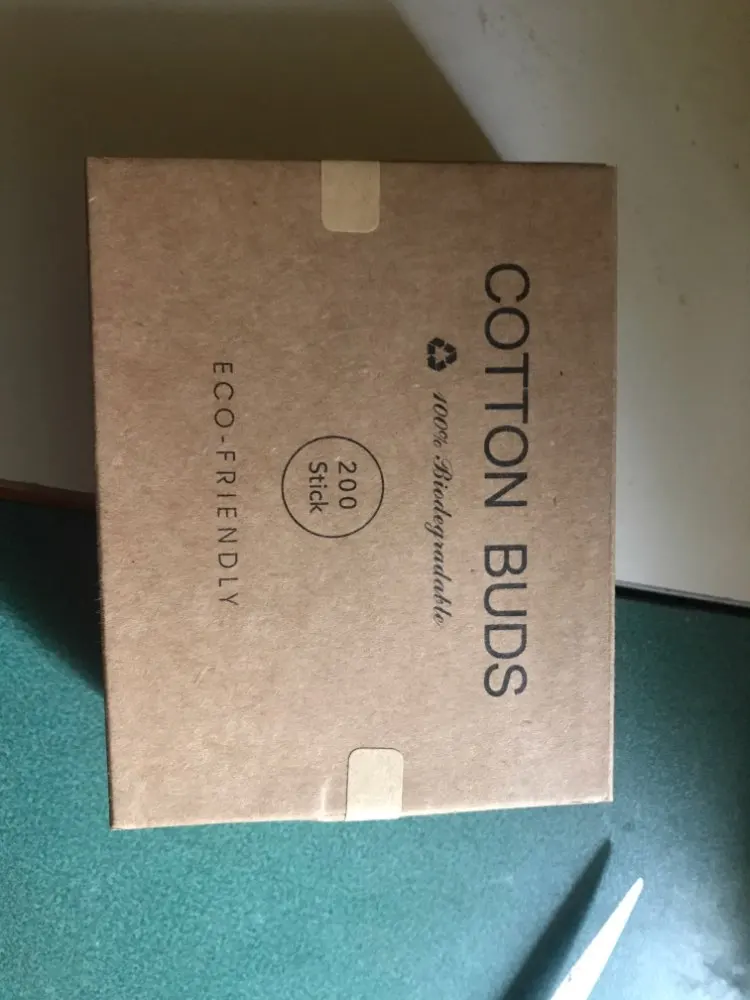 COTTON BUDS
100% Biodegradable
200
Stick
ECO-FRIENDLY